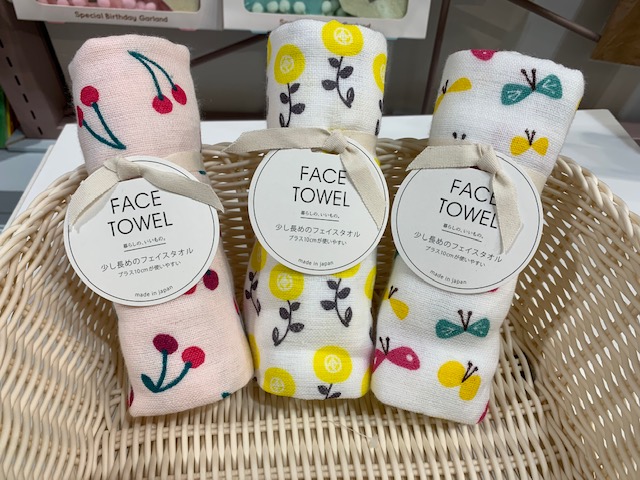 Special Birthday Garland
Special Birthday Garland
FACE
TOWEL
暮らしの、いいもの。
少し長めのフェイスタオル
プラス10cmが使いやすい
made in japan
FACE
TOWEL
暮らしの、いいもの。
少し長めのフェイスタオル
プラス10cmが使いやすい
made in japan
FACE
TOWEL
暮らしの、いいもの。
少し長めのフェイスタオル
プラス10cmが使いやすい
made in japan